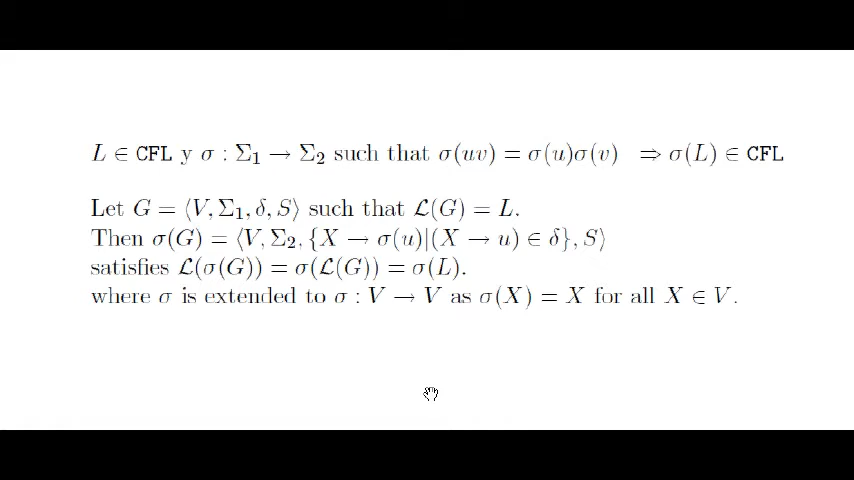 L ∈ CFL y σ : Σ₁ → Σ₂ such that σ(uv) = σ(u)σ(v) ⇒ σ(L) ∈ CFL
Let G = ⟨V, Σ₁, δ, S⟩ such that ℒ(G) = L.
Then σ(G) = ⟨V, Σ₂, {X → σ(u)|(X → u) ∈ δ}, S⟩
satisfies ℒ(σ(G)) = σ(ℒ(G)) = σ(L).
where σ is extended to σ : V → V as σ(X) = X for all X ∈ V.